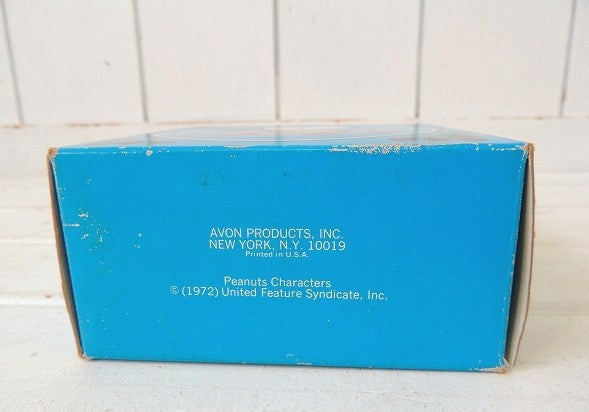 AVON PRODUCTS, INC.
NEW YORK, N.Y. 10019
Printed in U.S.A.
Peanuts Characters
© (1972) United Feature Syndicate, Inc.